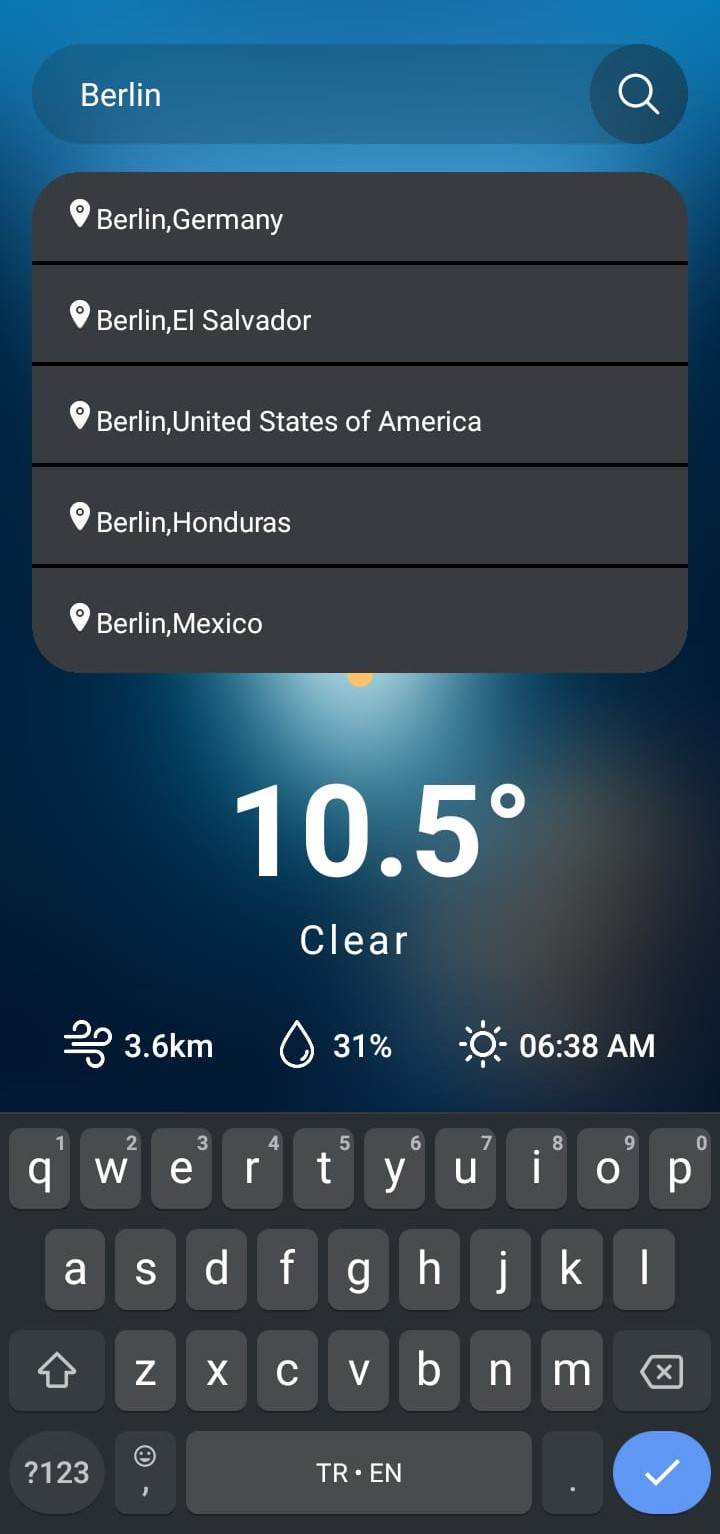 Berlin
Berlin,Germany
Berlin,El Salvador
Berlin,United States of America
Berlin,Honduras
Berlin,Mexico
10.5°
Clear
3.6km 31% 06:38 AM
1 2 3 4 5 6 7 8 9 0
q w e r t y u i o p
a s d f g h j k l
z x c v b n m
?123 , TR • EN .